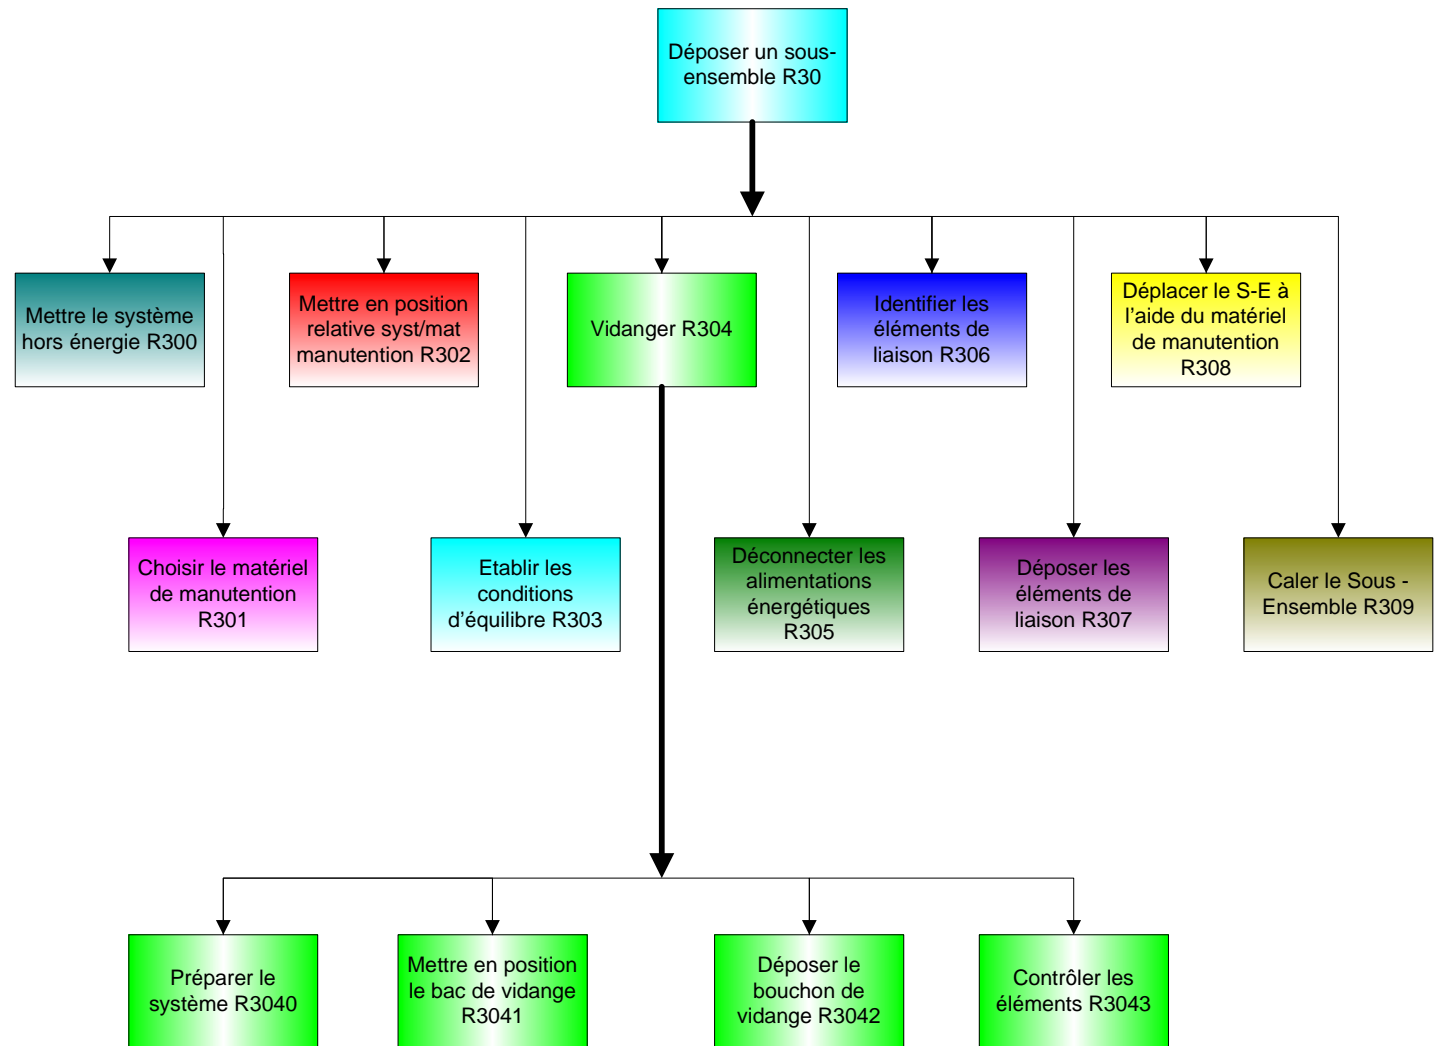 Déposer un sous-
ensemble R30
Mettre le système
hors énergie R300
Mettre en position
relative syst/mat
manutention R302
Vidanger R304
Identifier les
éléments de
liaison R306
Déplacer le S-E à
l'aide du matériel
de manutention
R308
Choisir le matériel
de manutention
R301
Etablir les
conditions
d'équilibre R303
Déconnecter les
alimentations
énergétiques
R305
Déposer les
éléments de
liaison R307
Caler le Sous -
Ensemble R309
Préparer le
système R3040
Mettre en position
le bac de vidange
R3041
Déposer le
bouchon de
vidange R3042
Contrôler les
éléments R3043